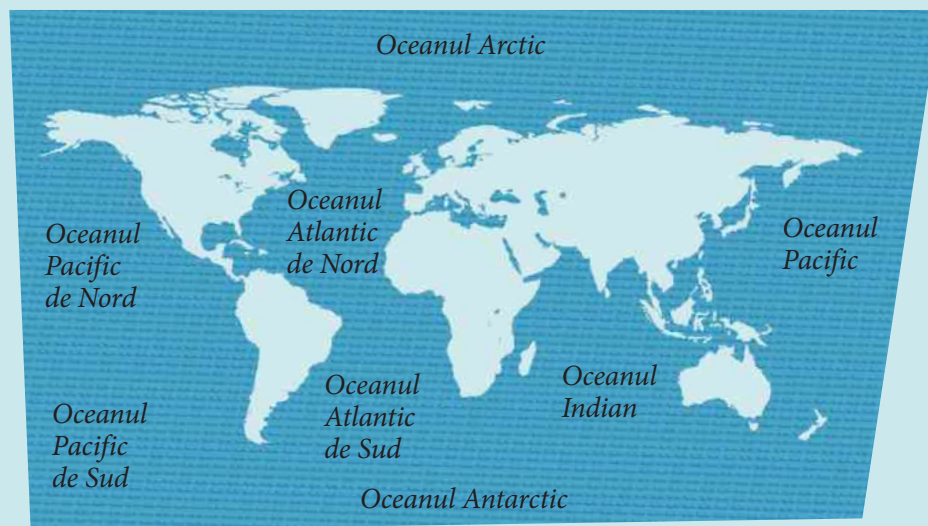 Oceanul Arctic
Oceanul
Atlantic
de Nord
Oceanul
Pacific
de Nord
Oceanul
Pacific
Oceanul
Atlantic
de Sud
Oceanul
Indian
Oceanul
Pacific
de Sud
Oceanul Antarctic